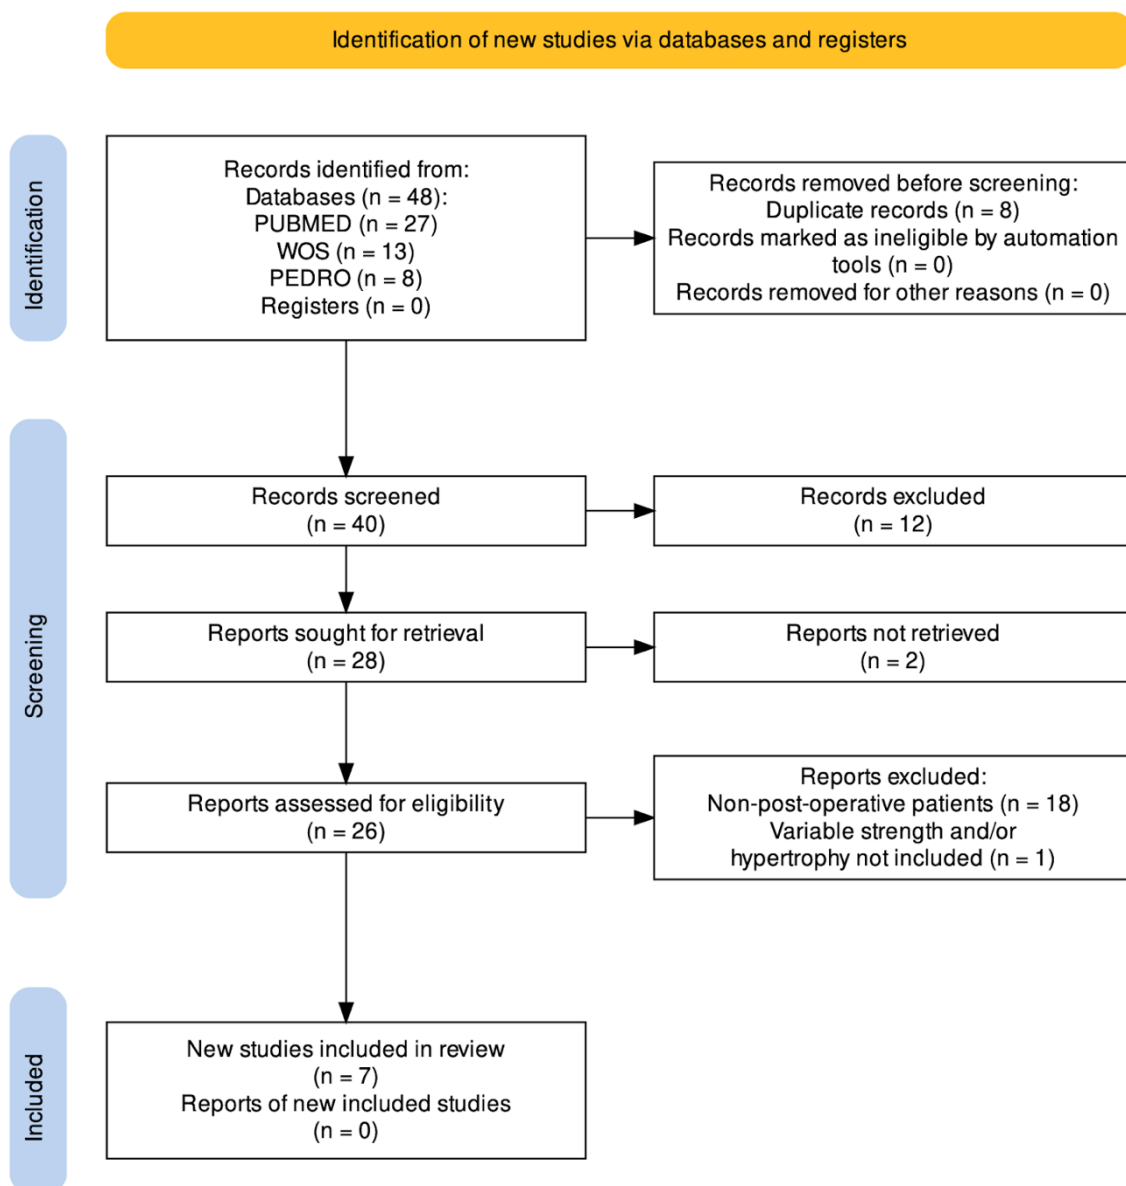 Identification of new studies via databases and registers
Identification
Records identified from:
Databases (n = 48):
PUBMED (n = 27)
WOS (n = 13)
PEDRO (n = 8)
Registers (n = 0)
Records removed before screening:
Duplicate records (n = 8)
Records marked as ineligible by automation
tools (n = 0)
Records removed for other reasons (n = 0)
Screening
Records screened
(n = 40)
Records excluded
(n = 12)
Reports sought for retrieval
(n = 28)
Reports not retrieved
(n = 2)
Reports assessed for eligibility
(n = 26)
Reports excluded:
Non-post-operative patients (n = 18)
Variable strength and/or
hypertrophy not included (n = 1)
Included
New studies included in review
(n = 7)
Reports of new included studies
(n = 0)